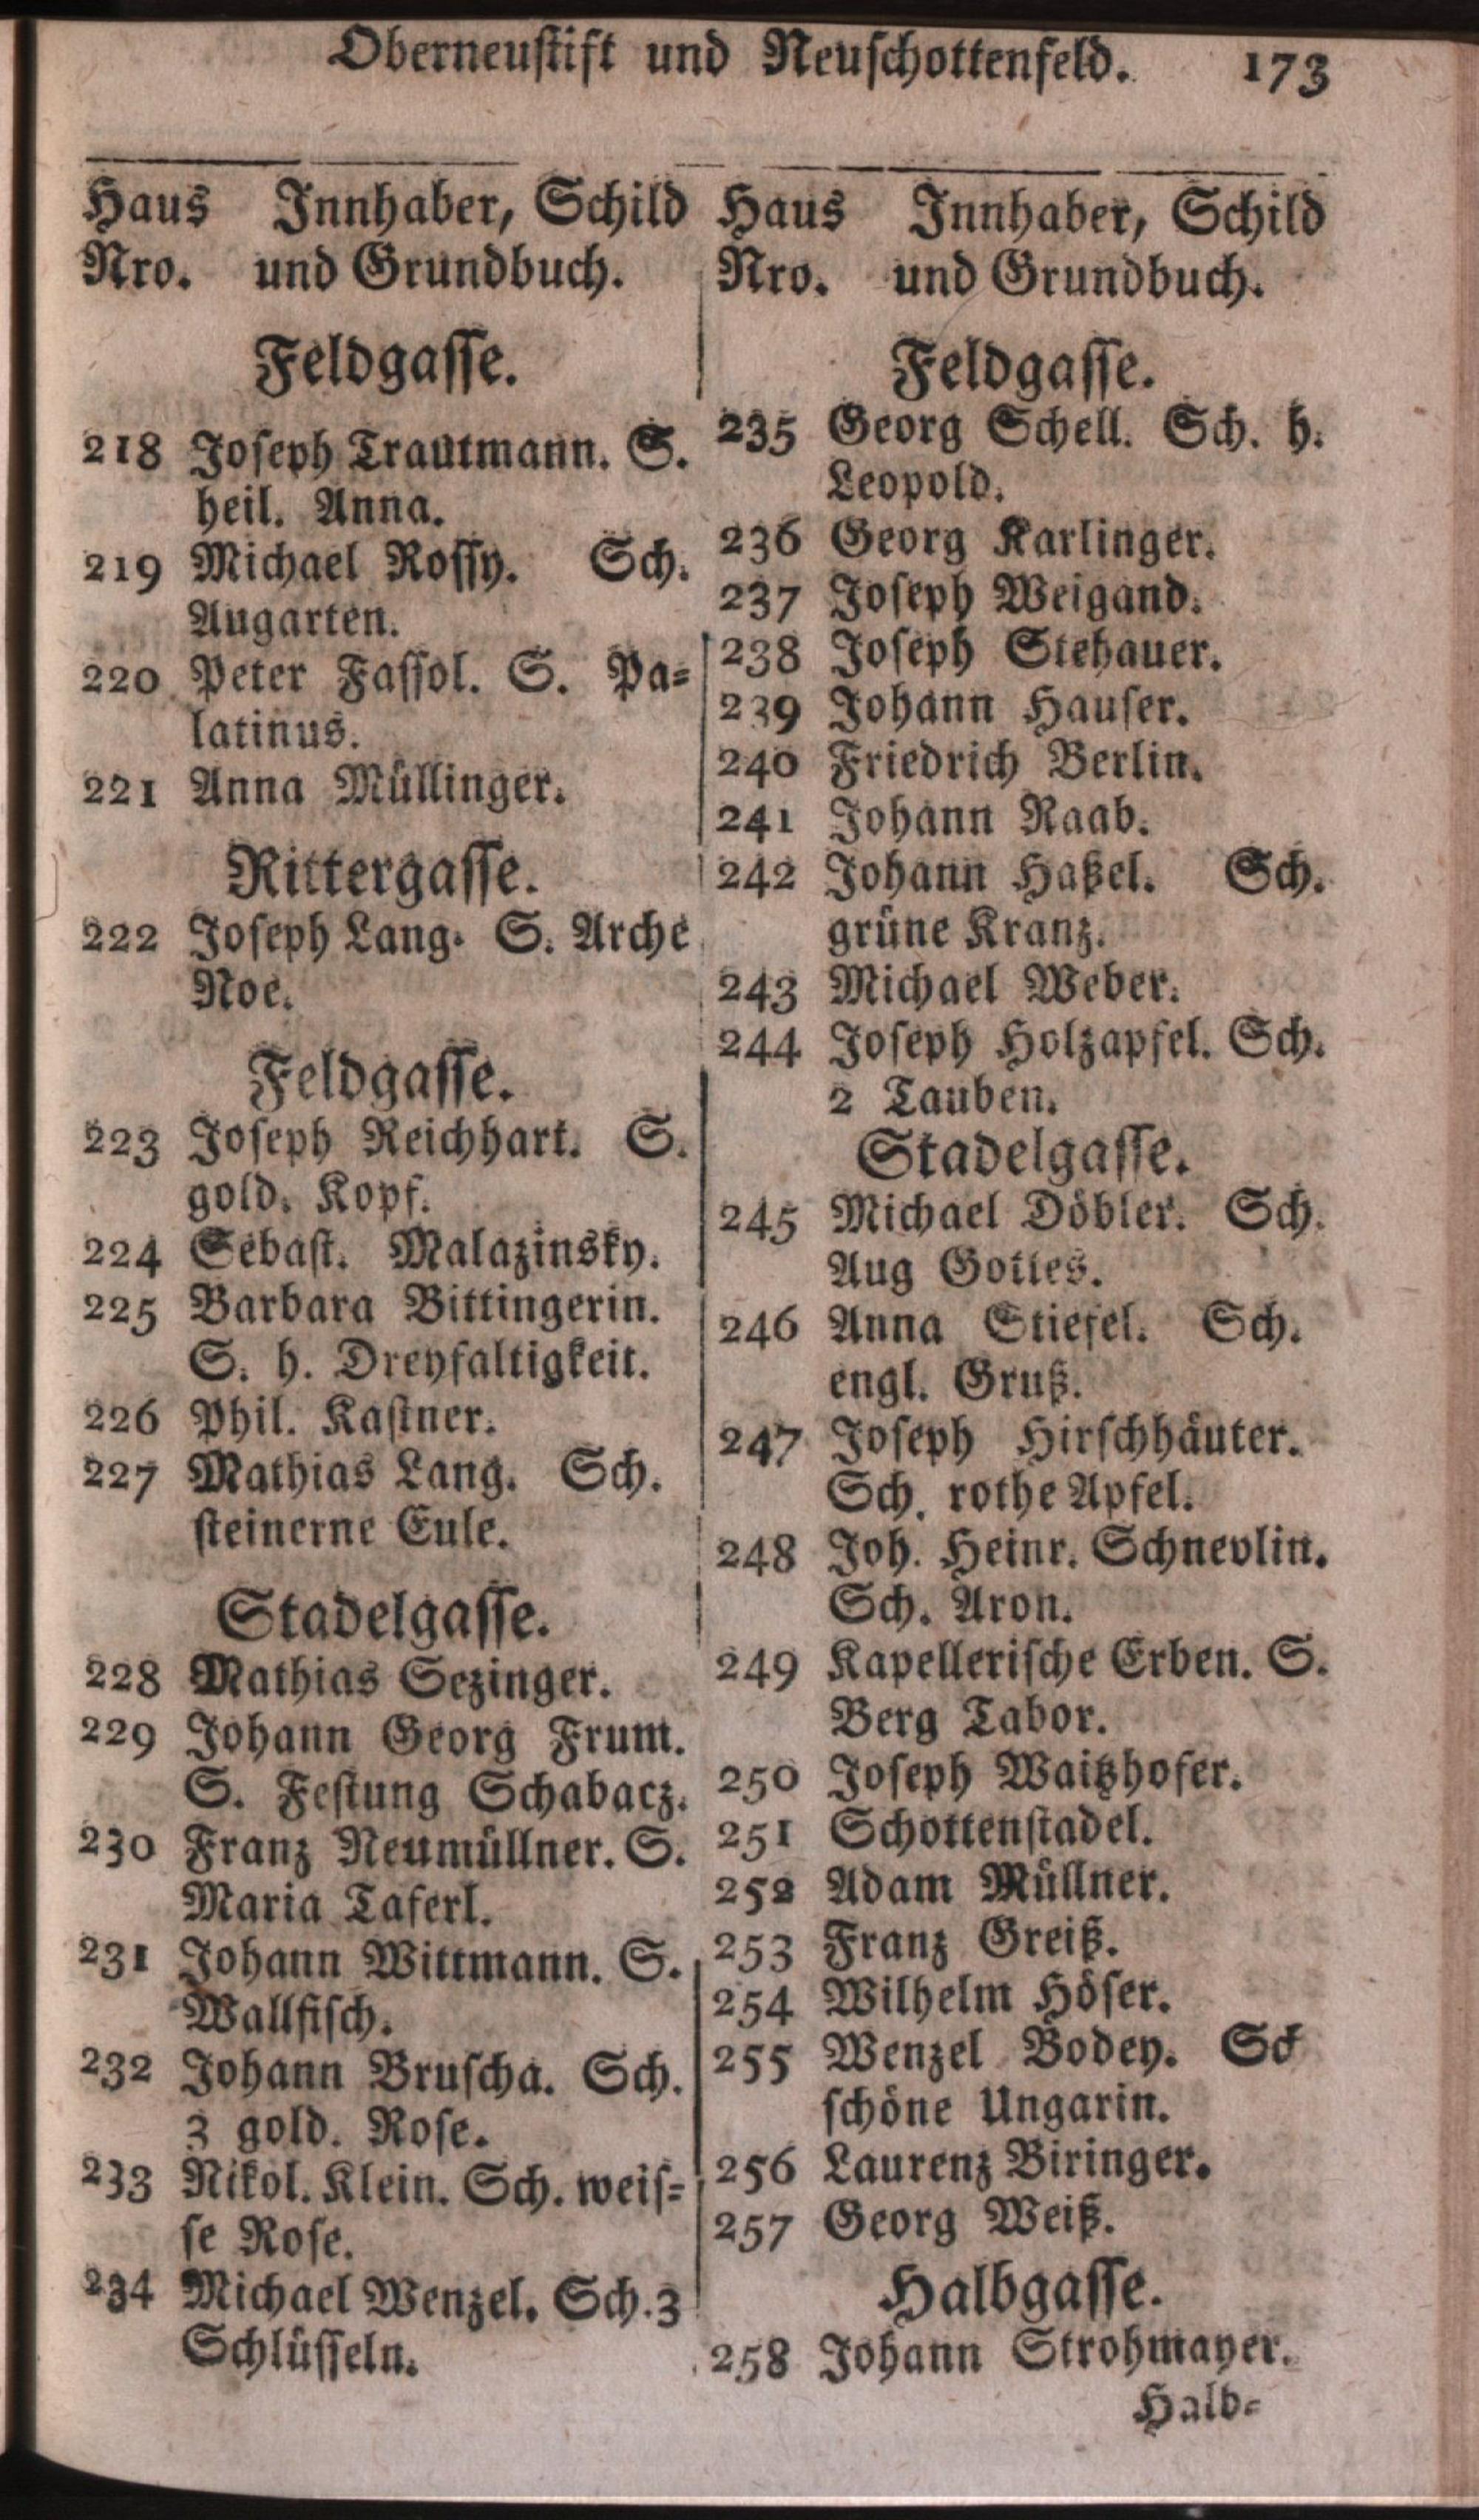 Oberneustift und Neuschottenfeld. 173
Haus Innhaber, Schild
Nro. und Grundbuch.
Feldgasse.
218 Joseph Trautmann. S.
heil. Anna.
219 Michael Rossy. Sch.
Augarten.
220 Peter Fassol. S. Pa=
latinus.
221 Anna Müllinger.
Rittergasse.
222 Joseph Lang. S. Arche
Noe.
Feldgasse.
223 Joseph Reichhart. S.
gold. Kopf.
224 Sebast. Malazinsky.
225 Barbara Bittingerin.
S. h. Dreyfaltigkeit.
226 Phil. Kastner.
227 Mathias Lang. Sch.
steinerne Eule.
Stadelgasse.
228 Mathias Sezinger.
229 Johann Georg Frum.
S. Festung Schabacz.
230 Franz Neumüllner. S.
Maria Taferl.
231 Johann Wittmann. S.
Wallfisch.
232 Johann Bruscha. Sch.
3 gold. Rose.
233 Nikol. Klein. Sch. weis=
se Rose.
234 Michael Wenzel. Sch. 3
Schlüsseln.
Haus Innhaber, Schild
Nro. und Grundbuch.
Feldgasse.
235 Georg Schell. Sch. h.
Leopold.
236 Georg Karlinger.
237 Joseph Weigand.
238 Joseph Stehauer.
239 Johann Hauser.
240 Friedrich Berlin.
241 Johann Raab.
242 Johann Haßel. Sch.
grüne Kranz.
243 Michael Weber.
244 Joseph Holzapfel. Sch.
2 Tauben.
Stadelgasse.
245 Michael Döbler. Sch.
Aug Gottes.
246 Anna Stiefel. Sch.
engl. Gruß.
247 Joseph Hirschhäuter.
Sch. rothe Apfel.
248 Joh. Heinr. Schnevlin.
Sch. Aron.
249 Kapellerische Erben. S.
Berg Tabor.
250 Joseph Waitzhofer.
251 Schottenstadel.
252 Adam Müllner.
253 Franz Greiß.
254 Wilhelm Höser.
255 Wenzel Bodey. Sch
schöne Ungarin.
256 Laurenz Biringer.
257 Georg Weiß.
Halbgasse.
258 Johann Strohmayer.
Halb=